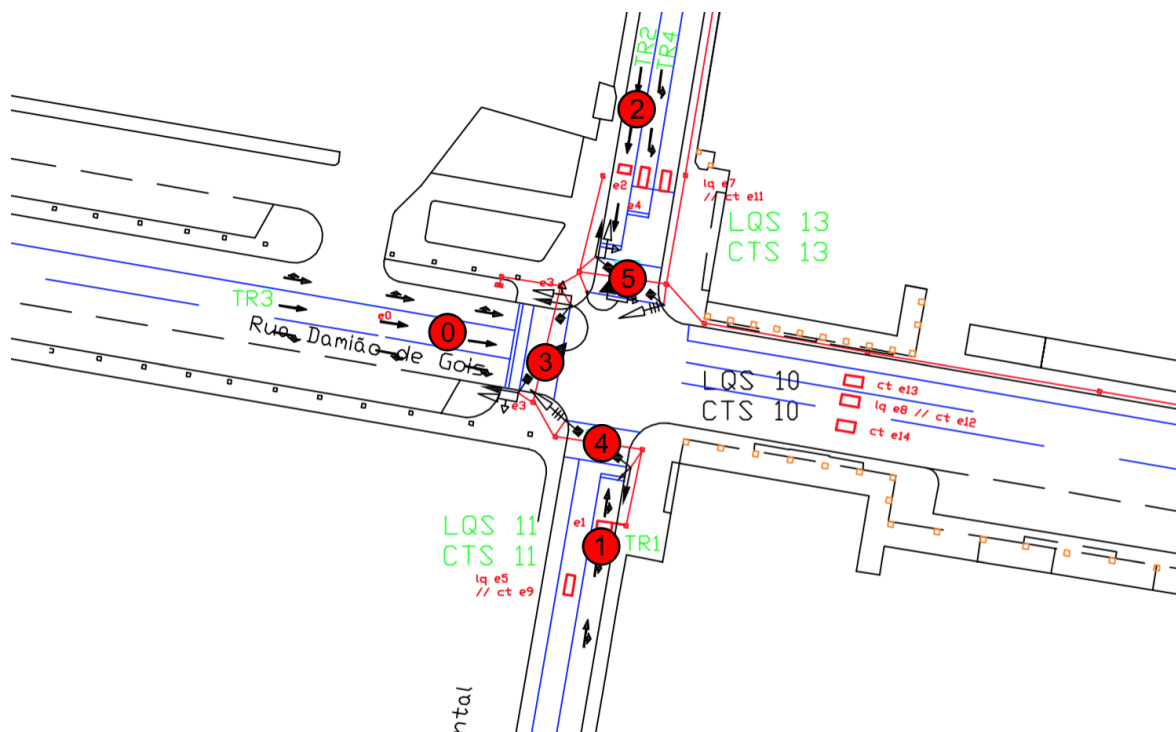 TR2
TR4
2
e2
lq e7
// ct e11
e4
LQS 13
CTS 13
5
e3
TR3
e0
0
Rua Damião de Gois
3
LQS 10
CTS 10
ct e13
lq e8 // ct e12
ct e14
e3
4
LQS 11
CTS 11
e1
1
TR1
lq e5
// ct e9
ntal